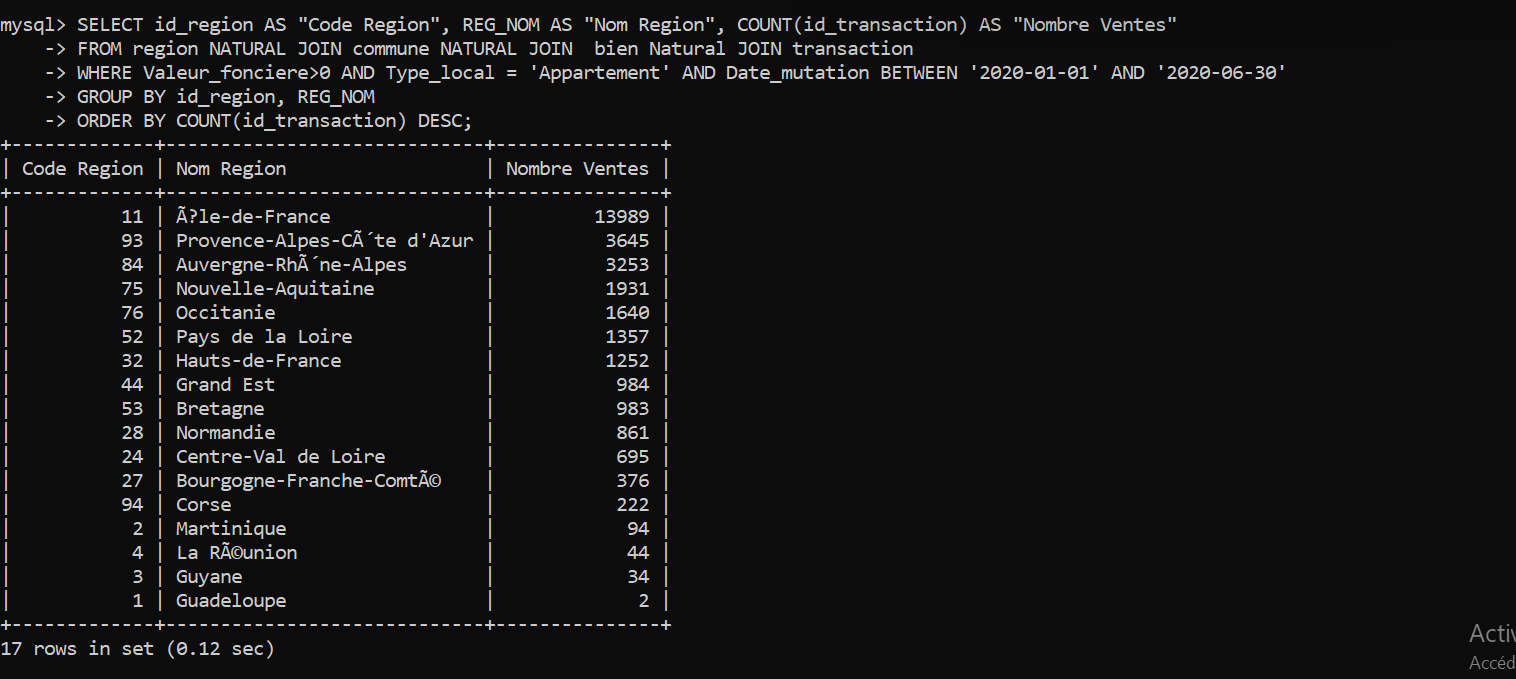 mysql> SELECT id_region AS "Code Region", REG_NOM AS "Nom Region", COUNT(id_transaction) AS "Nombre Ventes"
    -> FROM region NATURAL JOIN commune NATURAL JOIN  bien Natural JOIN transaction
    -> WHERE Valeur_fonciere>0 AND Type_local = 'Appartement' AND Date_mutation BETWEEN '2020-01-01' AND '2020-06-30'
    -> GROUP BY id_region, REG_NOM
    -> ORDER BY COUNT(id_transaction) DESC;
+-------------+-----------------------------+---------------+
| Code Region | Nom Region                  | Nombre Ventes |
+-------------+-----------------------------+---------------+
|          11 | Ã?le-de-France              |         13989 |
|          93 | Provence-Alpes-CÃ´te d'Azur |          3645 |
|          84 | Auvergne-RhÃ´ne-Alpes       |          3253 |
|          75 | Nouvelle-Aquitaine          |          1931 |
|          76 | Occitanie                   |          1640 |
|          52 | Pays de la Loire            |          1357 |
|          32 | Hauts-de-France             |          1252 |
|          44 | Grand Est                   |           984 |
|          53 | Bretagne                    |           983 |
|          28 | Normandie                   |           861 |
|          24 | Centre-Val de Loire         |           695 |
|          27 | Bourgogne-Franche-ComtÃ©    |           376 |
|          94 | Corse                       |           222 |
|           2 | Martinique                  |            94 |
|           4 | La RÃ©union                 |            44 |
|           3 | Guyane                      |            34 |
|           1 | Guadeloupe                  |             2 |
+-------------+-----------------------------+---------------+
17 rows in set (0.12 sec)
Activ
Accéd